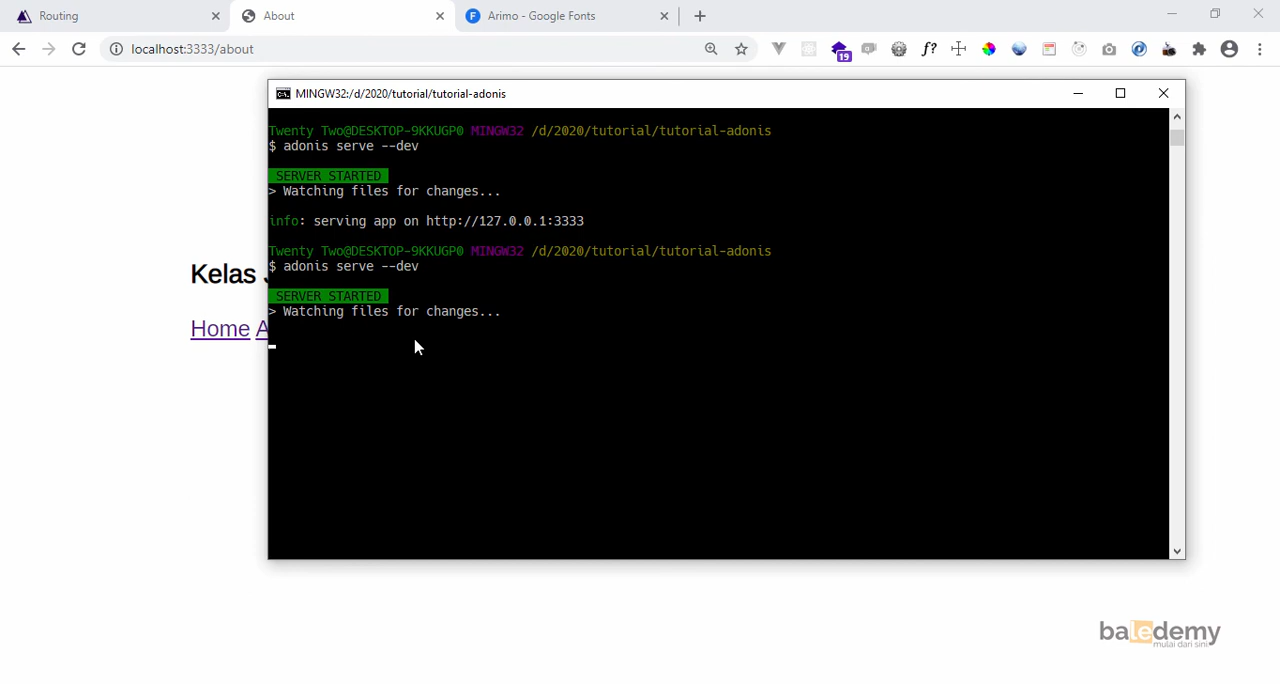 Routing
About
Arimo - Google Fonts
localhost:3333/about
f?
19
MINGW32:/d/2020/tutorial/tutorial-adonis
Twenty Two@DESKTOP-9KKUGP0 MINGW32 /d/2020/tutorial/tutorial-adonis
$ adonis serve --dev
SERVER STARTED
> Watching files for changes...
info: serving app on http://127.0.0.1:3333
Twenty Two@DESKTOP-9KKUGP0 MINGW32 /d/2020/tutorial/tutorial-adonis
$ adonis serve --dev
SERVER STARTED
> Watching files for changes...
Kelas
Home A
baledemy
mulai dari sini